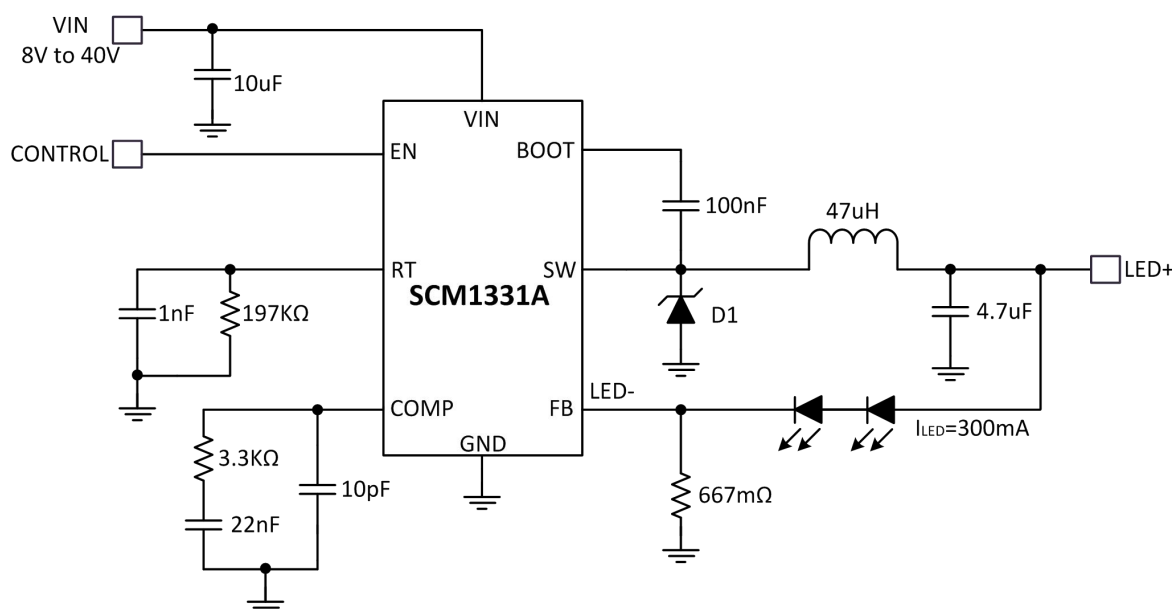 VIN
8V to 40V
10uF
VIN
CONTROL
EN
BOOT
100nF
47uH
RT
SW
LED+
SCM1331A
1nF
197KΩ
D1
4.7uF
LED-
COMP
FB
ILED=300mA
GND
3.3KΩ
10pF
667mΩ
22nF